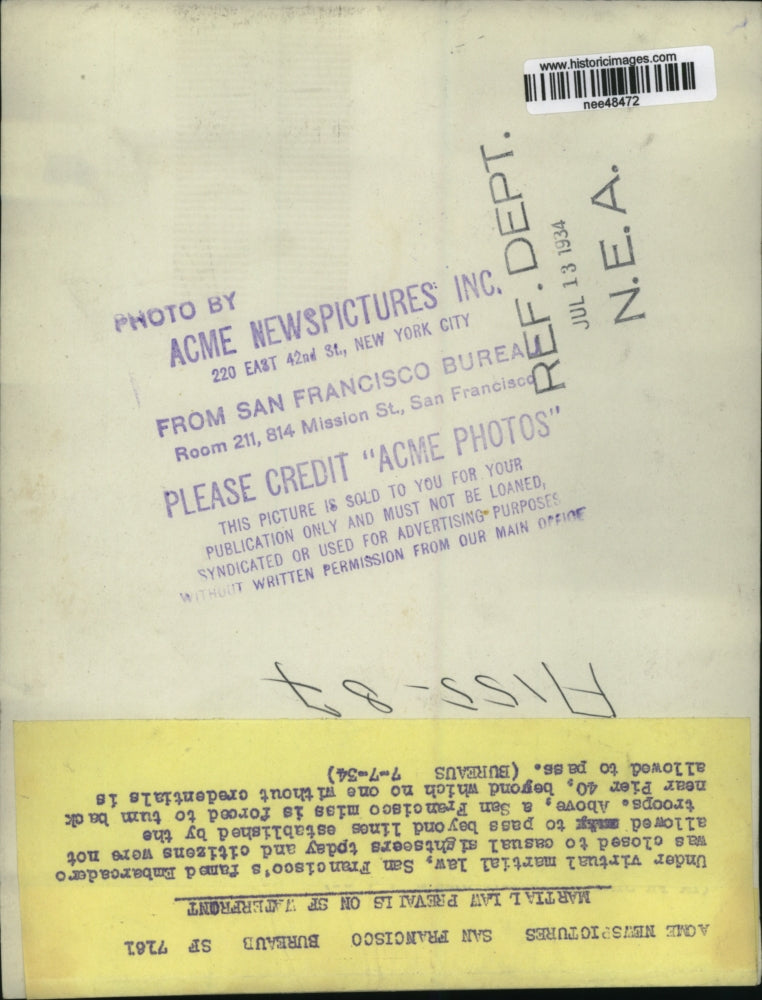 www.historicimages.com
nee48472
REF. DEPT.
JUL 13 1934
N.E.A.
PHOTO BY
ACME NEWSPICTURES INC.
220 EAST 42nd St., NEW YORK CITY
FROM SAN FRANCISCO BUREA
Room 211, 814 Mission St., San Francisco
PLEASE CREDIT "ACME PHOTOS"
THIS PICTURE IS SOLD TO YOU FOR YOUR
PUBLICATION ONLY AND MUST NOT BE LOANED,
SYNDICATED OR USED FOR ADVERTISING PURPOSES
WITHOUT WRITTEN PERMISSION FROM OUR MAIN OFFICE
ACME NEWSPICTURES SAN FRANCISCO BUREAUD SF 7161
MARTIAL LAW PREVAILS ON SF WATERFRONT
Under virtual martial law, San Francisco's famed Embarcadero
was closed to casual sightseers today and citizens were not
allowed to pass beyond lines established by the
troops. Above, a San Francisco miss is forced to turn back
near Pier 40, beyond which no one without credentials is
allowed to pass. (BUREAUS 7-7-34)